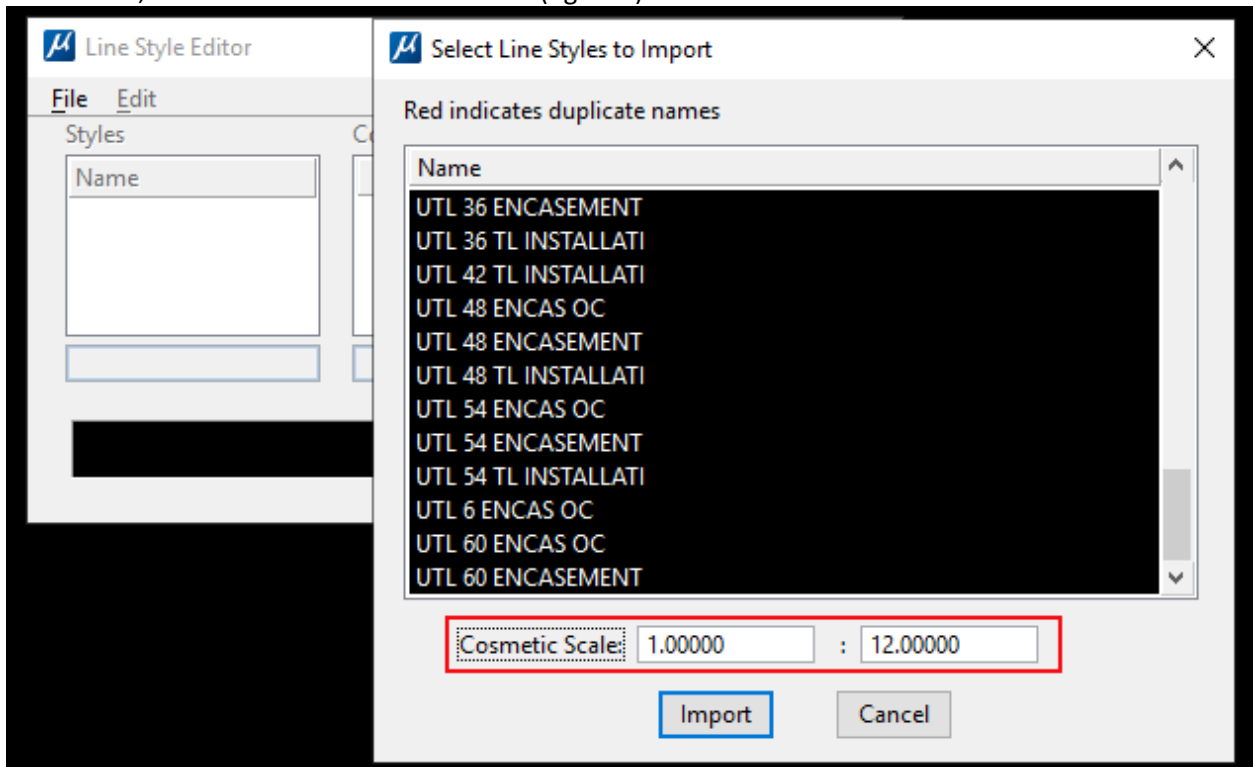 Line Style Editor
File Edit
Styles
Name
Select Line Styles to Import
Red indicates duplicate names
Name
UTL 36 ENCASEMENT
UTL 36 TL INSTALLATI
UTL 42 TL INSTALLATI
UTL 48 ENCAS OC
UTL 48 ENCASEMENT
UTL 48 TL INSTALLATI
UTL 54 ENCAS OC
UTL 54 ENCASEMENT
UTL 54 TL INSTALLATI
UTL 6 ENCAS OC
UTL 60 ENCAS OC
UTL 60 ENCASEMENT
Cosmetic Scale: 1.00000 : 12.00000
Import Cancel